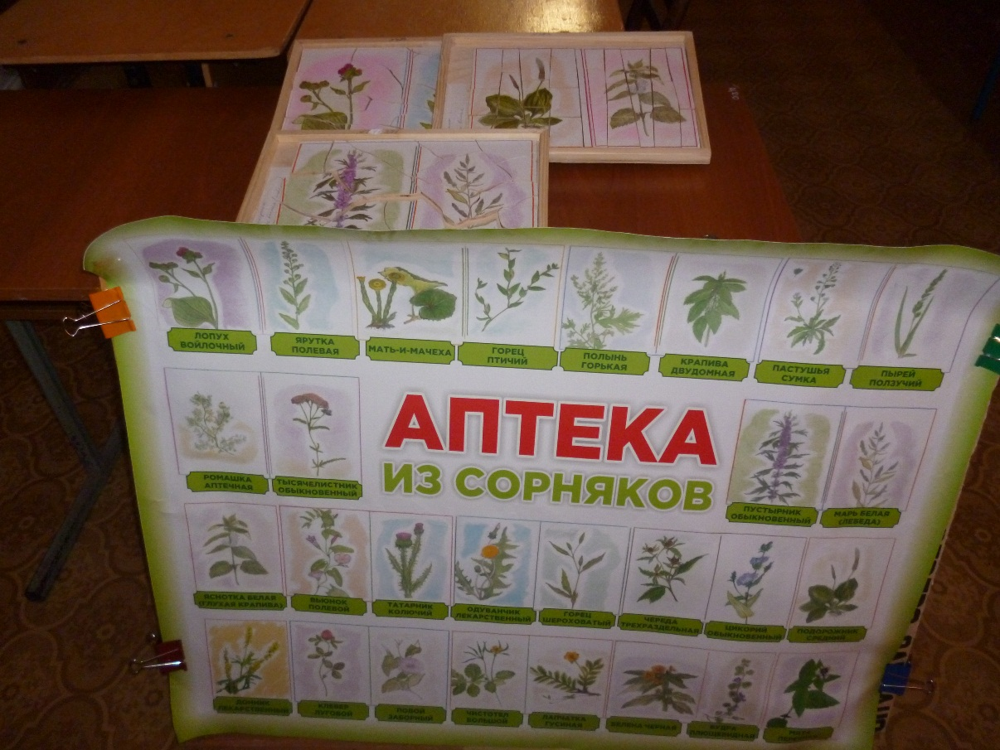 ЛОПУХ
ВОЙЛОЧНЫЙ
ЯРУТКА
ПОЛЕВАЯ
МАТЬ-И-МАЧЕХА
ГОРЕЦ
ПТИЧИЙ
ПОЛЫНЬ
ГОРЬКАЯ
КРАПИВА
ДВУДОМНАЯ
ПАСТУШЬЯ
СУМКА
ПЫРЕЙ
ПОЛЗУЧИЙ
РОМАШКА
АПТЕЧНАЯ
ТЫСЯЧЕЛИСТНИК
ОБЫКНОВЕННЫЙ
АПТЕКА
ИЗ СОРНЯКОВ
ПУСТЫРНИК
ОБЫКНОВЕННЫЙ
МАРЬ БЕЛАЯ
(ЛЕБЕДА)
ЯСНОТКА БЕЛАЯ
(ГЛУХАЯ КРАПИВА)
ВЬЮНОК
ПОЛЕВОЙ
ТАТАРНИК
КОЛЮЧИЙ
ОДУВАНЧИК
ЛЕКАРСТВЕННЫЙ
ГОРЕЦ
ШЕРОХОВАТЫЙ
ЧЕРЕДА
ТРЕХРАЗДЕЛЬНАЯ
ЦИКОРИЙ
ОБЫКНОВЕННЫЙ
ПОДОРОЖНИК
СРЕДНИЙ
ДОННИК
ЛЕКАРСТВЕННЫЙ
КЛЕВЕР
ЛУГОВОЙ
ПОВОЙ
ЗАБОРНИЙ
ЧИСТОТЕЛ
БОЛЬШОЙ
ЛАПЧАТКА
ГУСИНАЯ
БЕЛЕНА ЧЕРНАЯ
БУДРА
ПЛЮЩЕВИДНАЯ